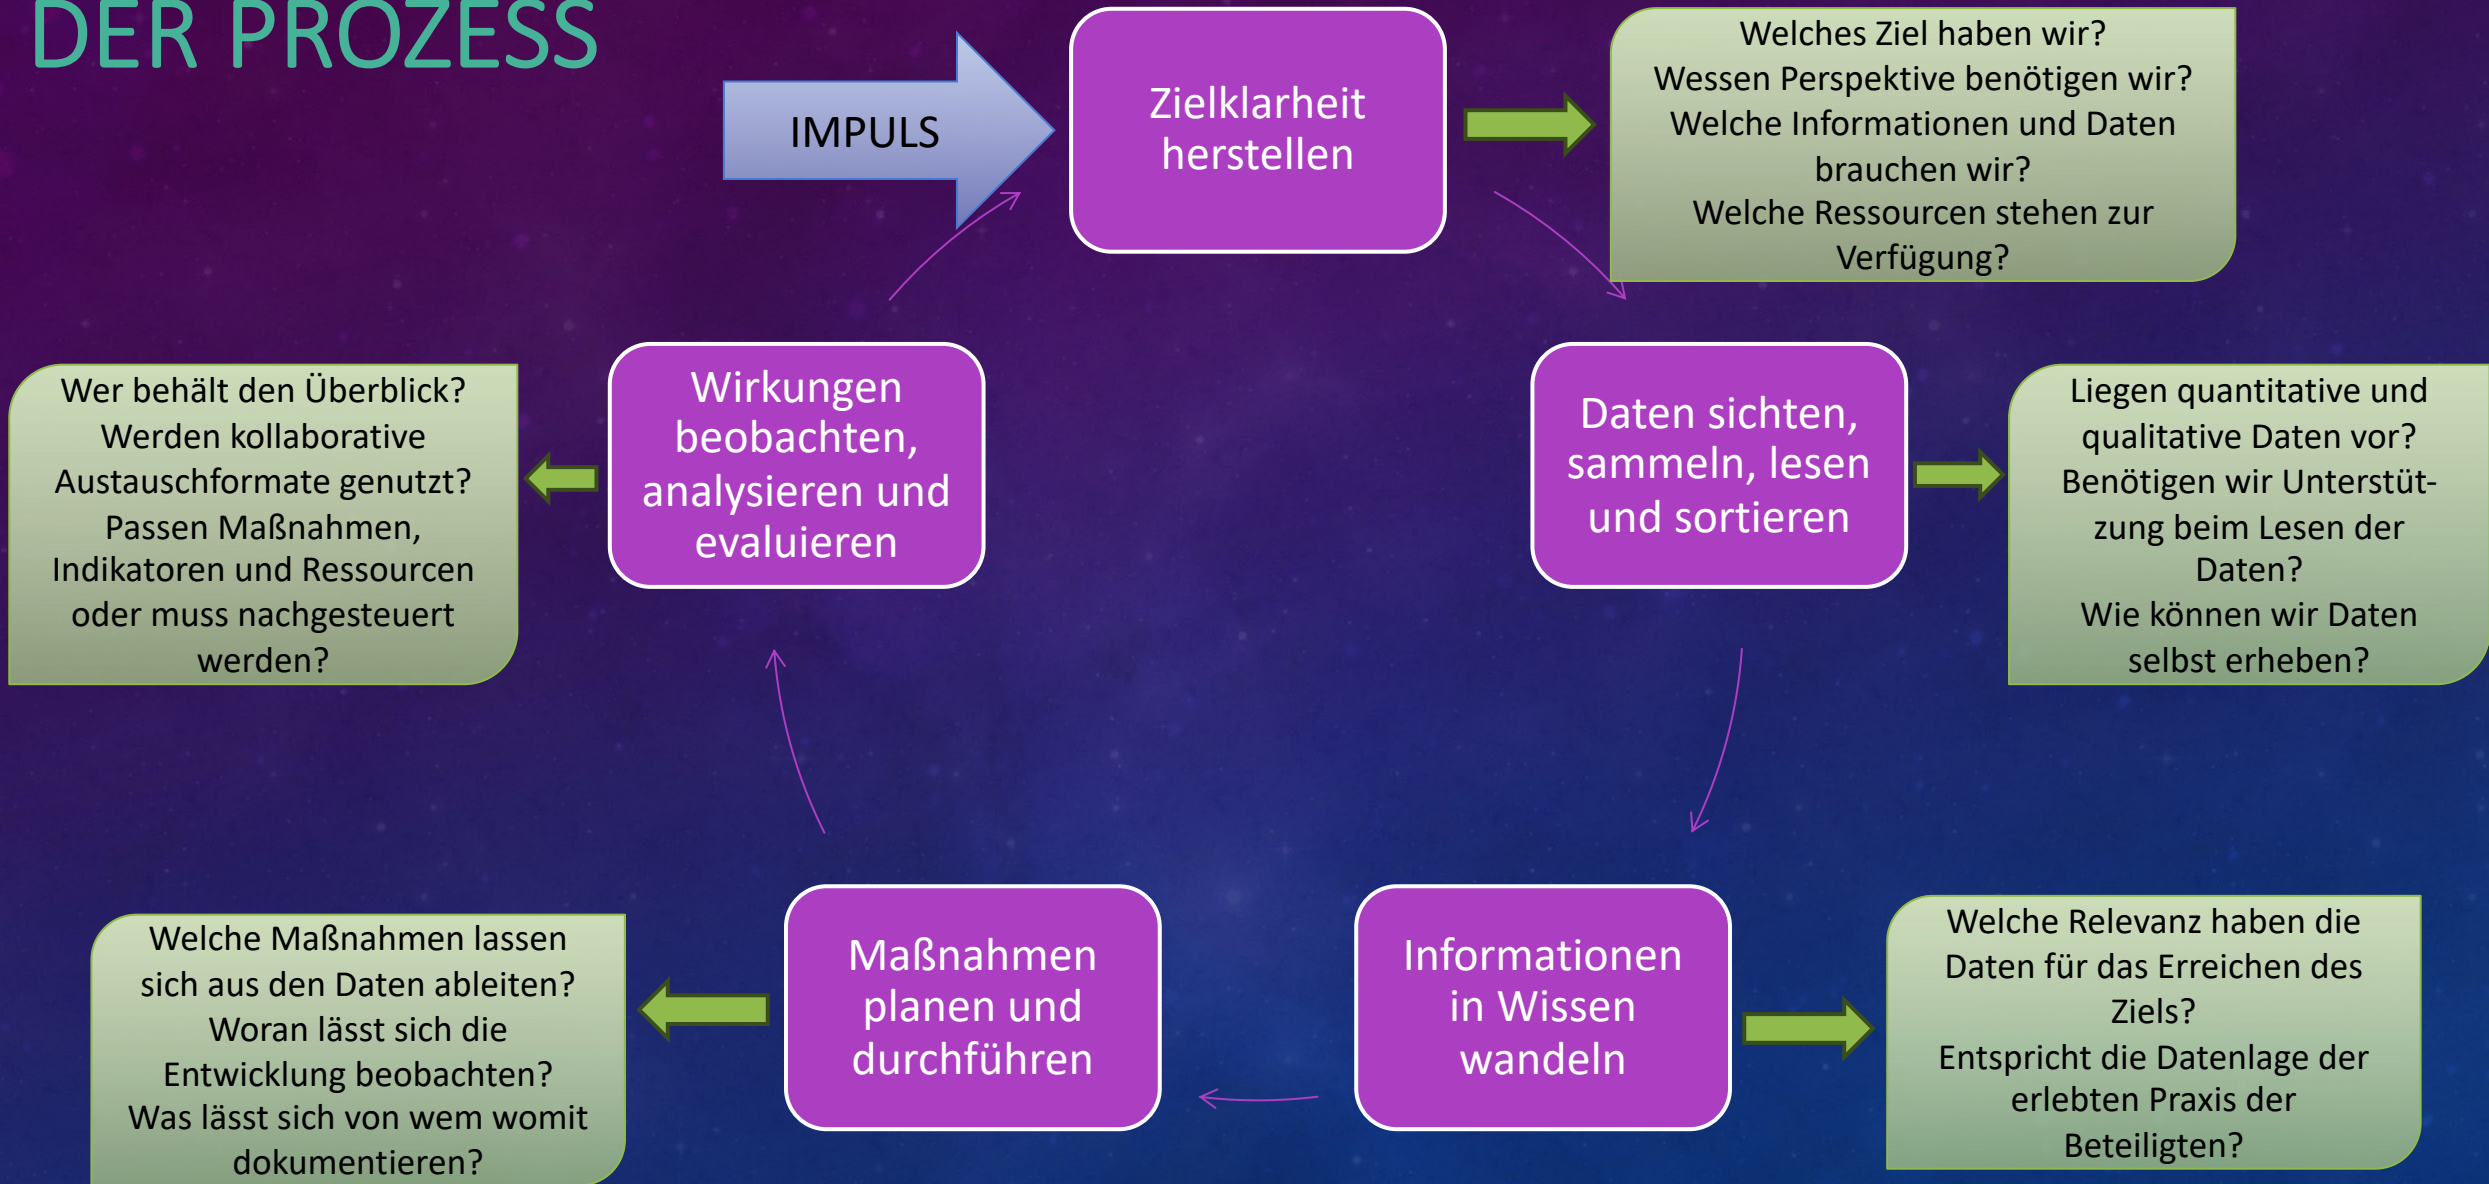 DER PROZESS
IMPULS
Zielklarheit
herstellen
Welches Ziel haben wir?
Wessen Perspektive benötigen wir?
Welche Informationen und Daten
brauchen wir?
Welche Ressourcen stehen zur
Verfügung?
Daten sichten,
sammeln, lesen
und sortieren
Liegen quantitative und
qualitative Daten vor?
Benötigen wir Unterstüt-
zung beim Lesen der
Daten?
Wie können wir Daten
selbst erheben?
Informationen
in Wissen
wandeln
Welche Relevanz haben die
Daten für das Erreichen des
Ziels?
Entspricht die Datenlage der
erlebten Praxis der
Beteiligten?
Maßnahmen
planen und
durchführen
Welche Maßnahmen lassen
sich aus den Daten ableiten?
Woran lässt sich die
Entwicklung beobachten?
Was lässt sich von wem womit
dokumentieren?
Wirkungen
beobachten,
analysieren und
evaluieren
Wer behält den Überblick?
Werden kollaborative
Austauschformate genutzt?
Passen Maßnahmen,
Indikatoren und Ressourcen
oder muss nachgesteuert
werden?